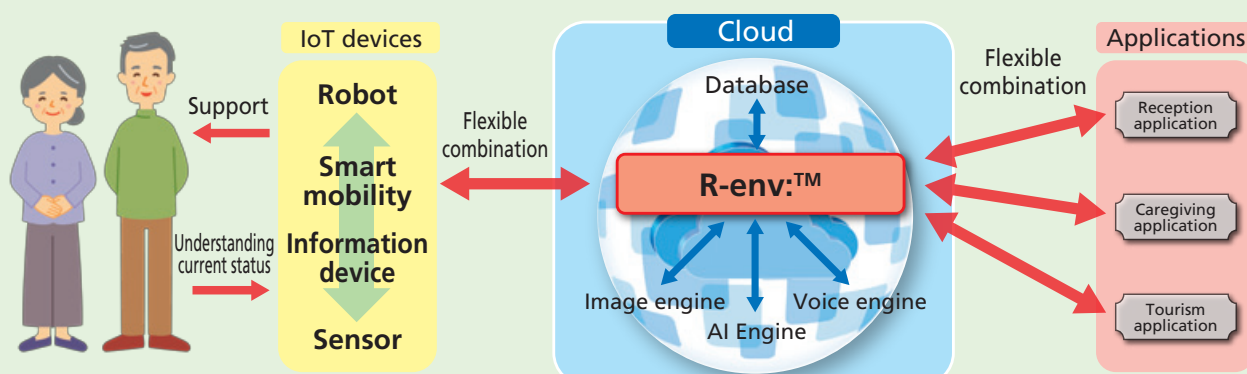 Support
Understanding
current status
IoT devices
Robot
Smart
mobility
Information
device
Sensor
Flexible
combination
Cloud
Database
R-env:™
Image engine
AI Engine
Voice engine
Flexible
combination
Applications
Reception
application
Caregiving
application
Tourism
application